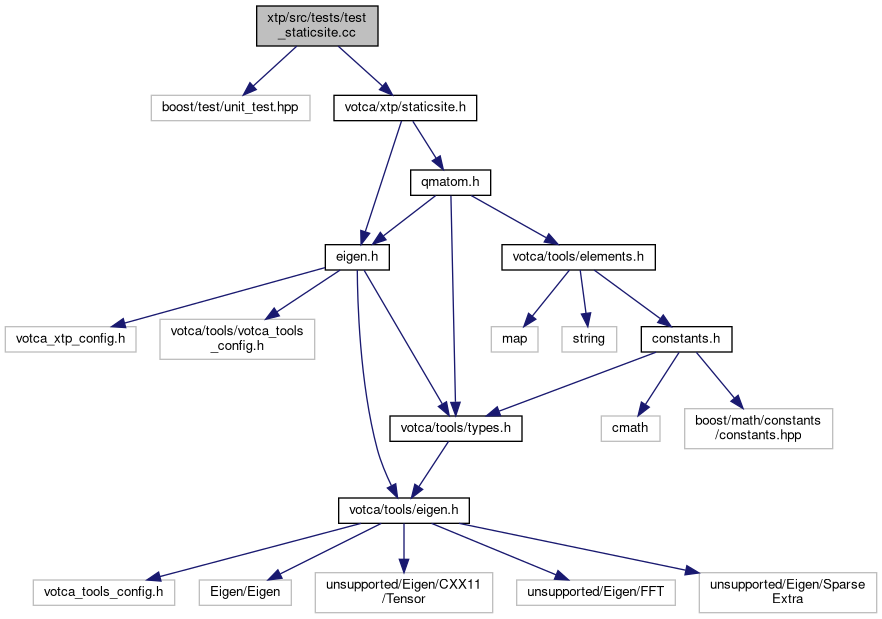 xtp/src/tests/test
_staticsite.cc
boost/test/unit_test.hpp
votca/xtp/staticsite.h
qmatom.h
eigen.h
votca/tools/elements.h
votca_xtp_config.h
votca/tools/votca_tools
_config.h
map
string
constants.h
votca/tools/types.h
cmath
boost/math/constants
/constants.hpp
votca/tools/eigen.h
votca_tools_config.h
Eigen/Eigen
unsupported/Eigen/CXX11
/Tensor
unsupported/Eigen/FFT
unsupported/Eigen/Sparse
Extra